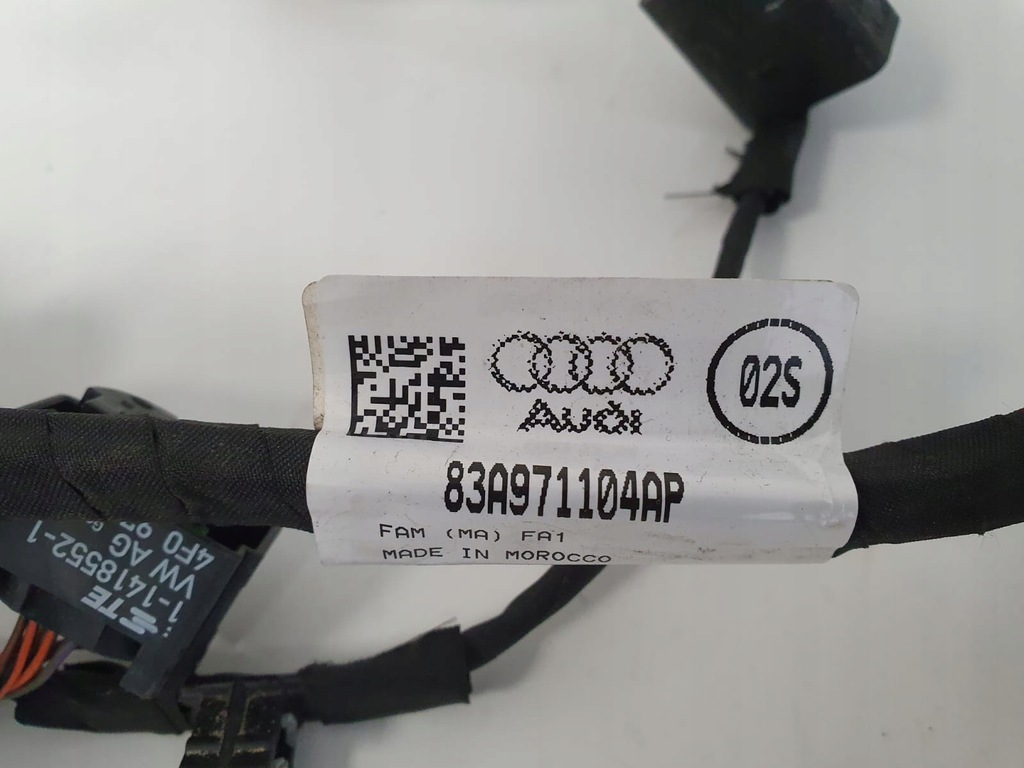 AUDI
02S
83A971104AP
FAM (MA) FA1
MADE IN MOROCCO
TE
1-1418552-1
VW AG
4F0